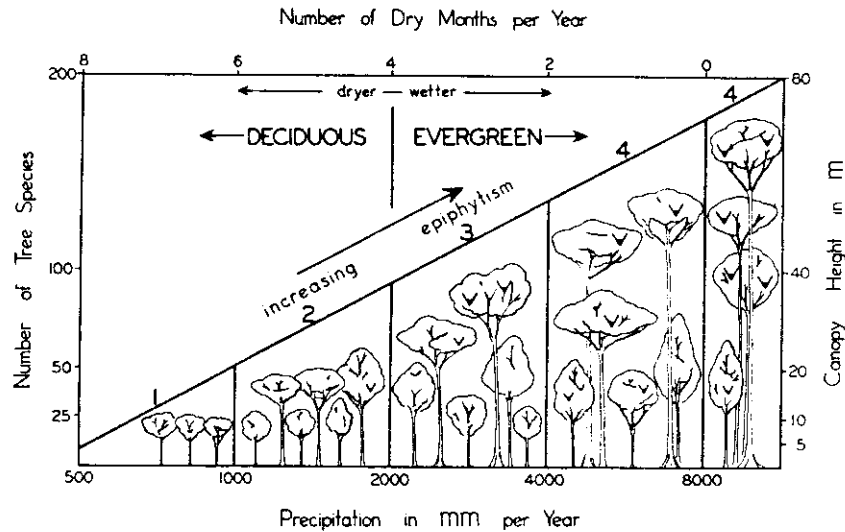 Number of Dry Months per Year
8 6 4 2 0
200 80
dryer wetter
4
DECIDUOUS EVERGREEN
4
epiphytism
3
increasing
2
100 40
50 20
1
25 10
5
Number of Tree Species
Canopy Height in m
500 1000 2000 4000 8000
Precipitation in mm per Year